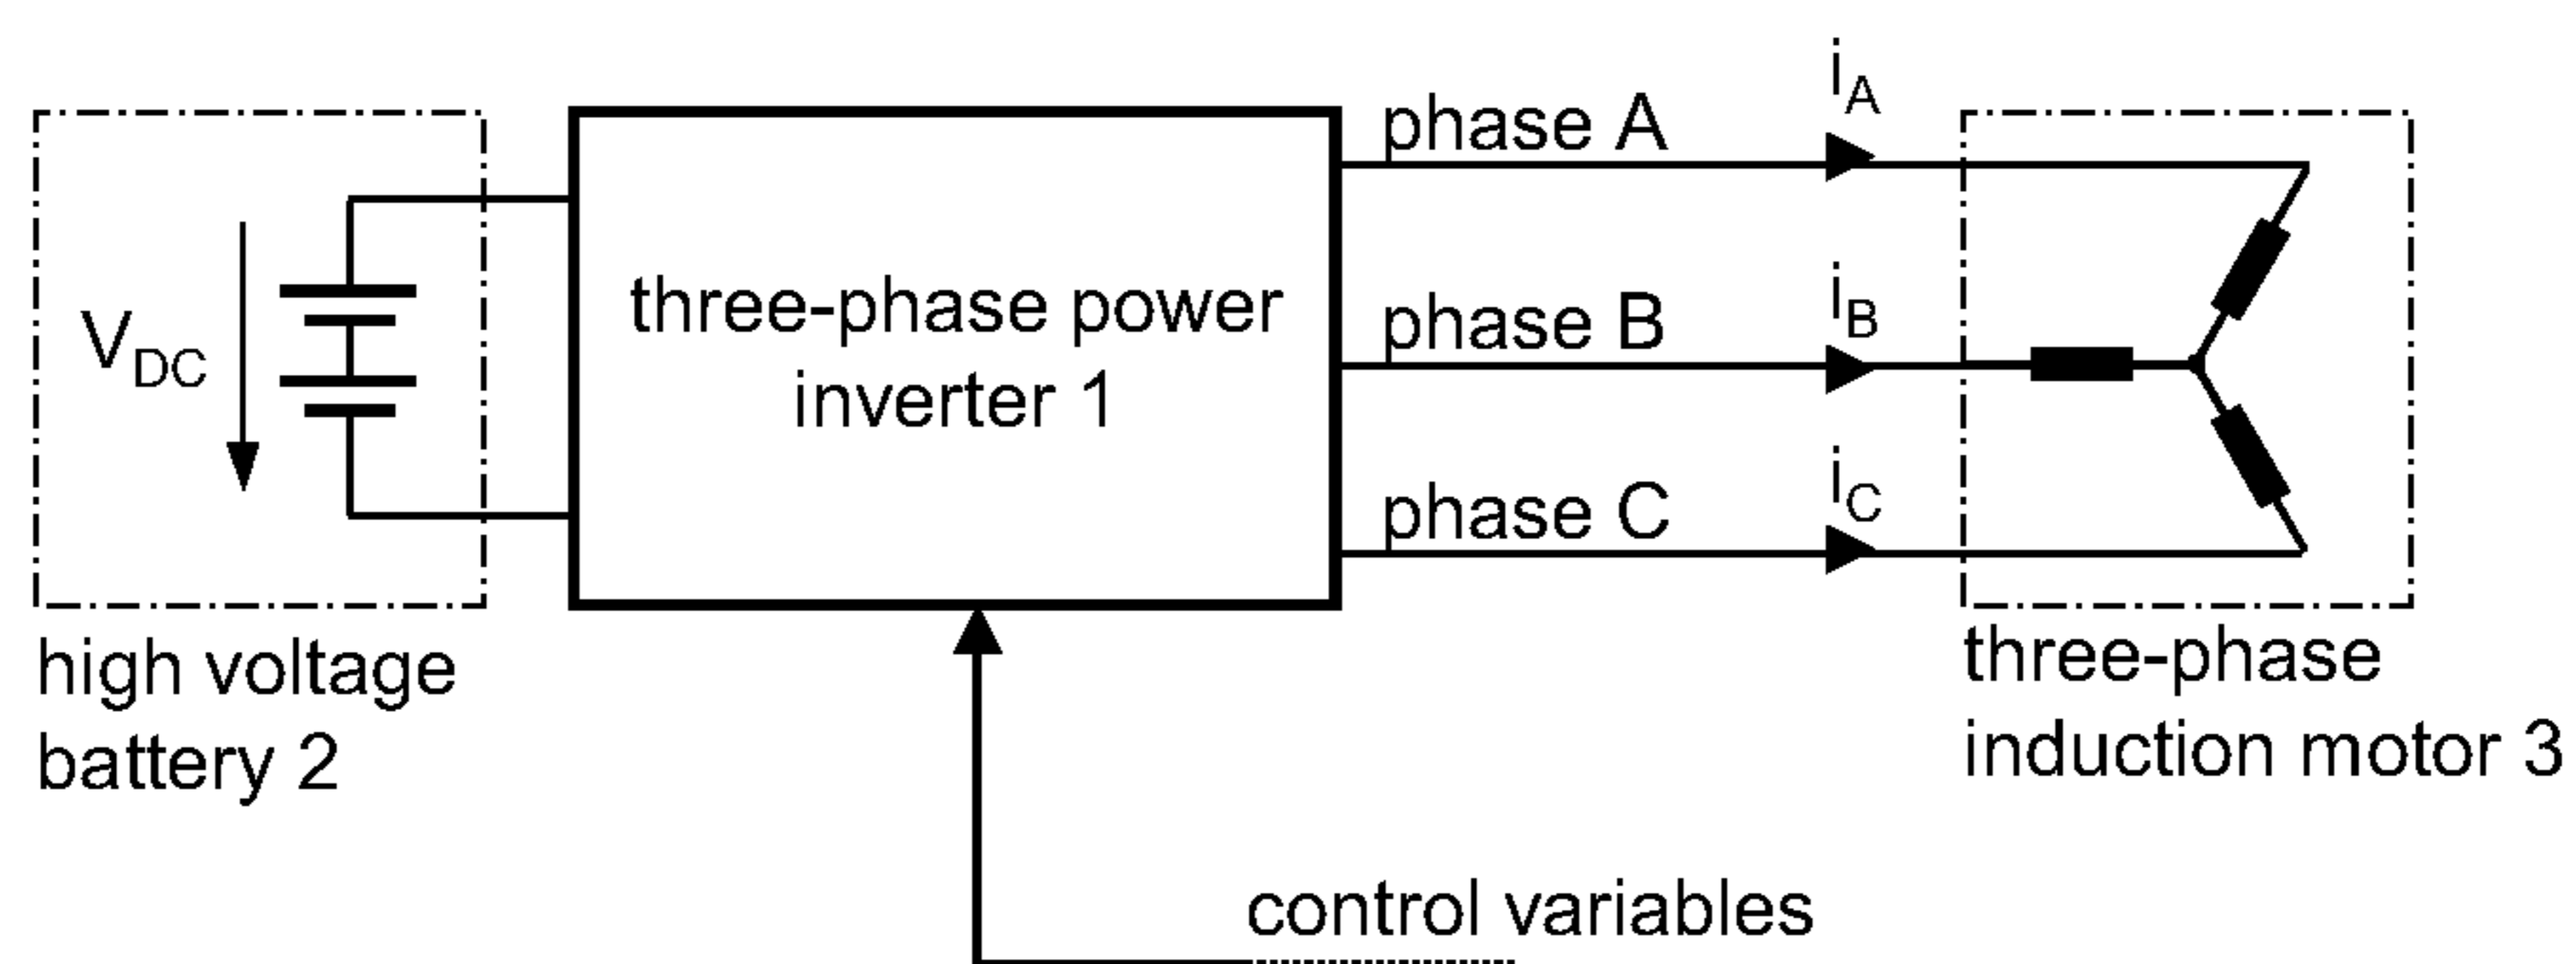 i_A
phase A
i_B
phase B
i_C
phase C
V_DC
three-phase power
inverter 1
high voltage
battery 2
three-phase
induction motor 3
control variables